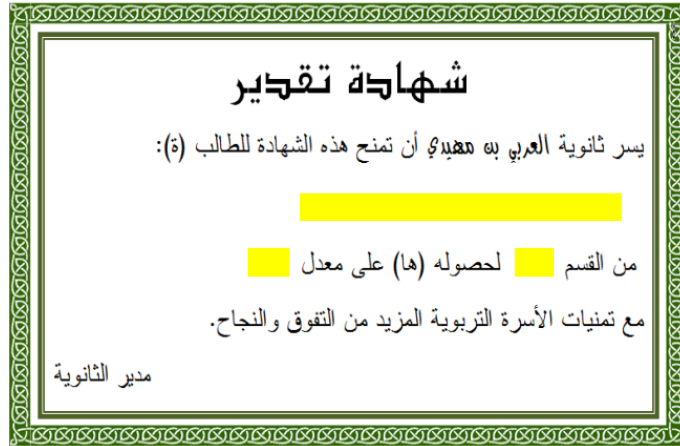 شهادة تقدير
يسر ثانوية العربي بن مهيدي أن تمنح هذه الشهادة للطالب (ة):
من القسم لحصوله (ها) على معدل
مع تمنيات الأسرة التربوية المزيد من التفوق والنجاح.
مدير الثانوية